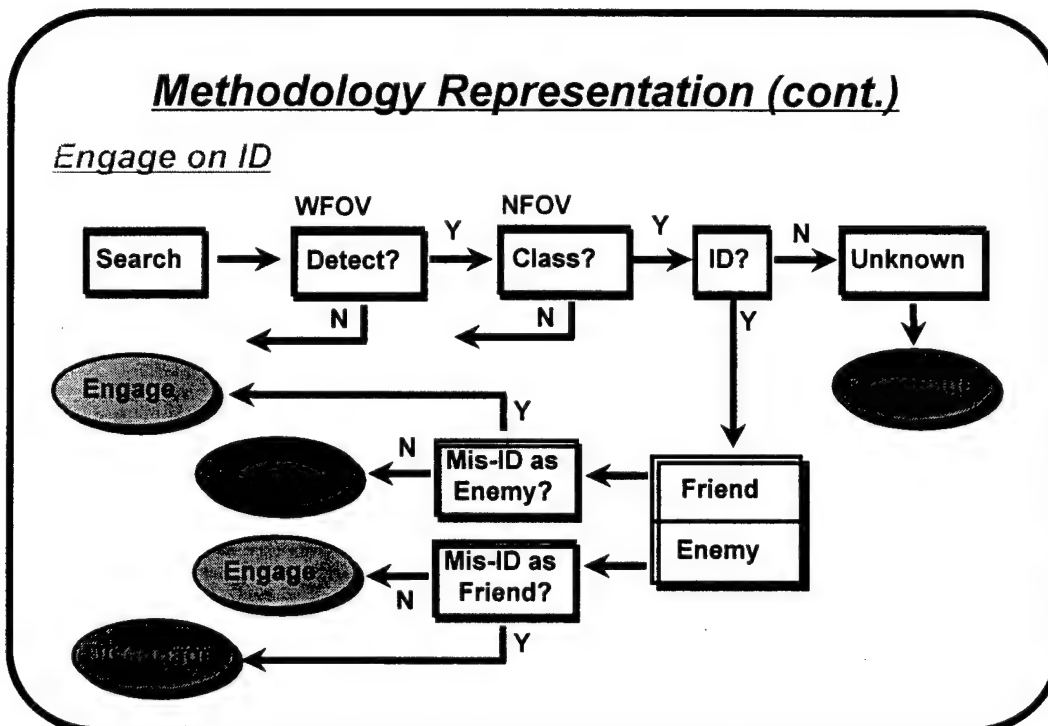 Methodology Representation (cont.)
Engage on ID
WFOV
NFOV
Search
Detect?
Y
Class?
Y
ID?
N
Unknown
N
N
Y
Engage
Y
N
Mis-ID as
Enemy?
Friend
Enemy
Engage
N
Mis-ID as
Friend?
Y